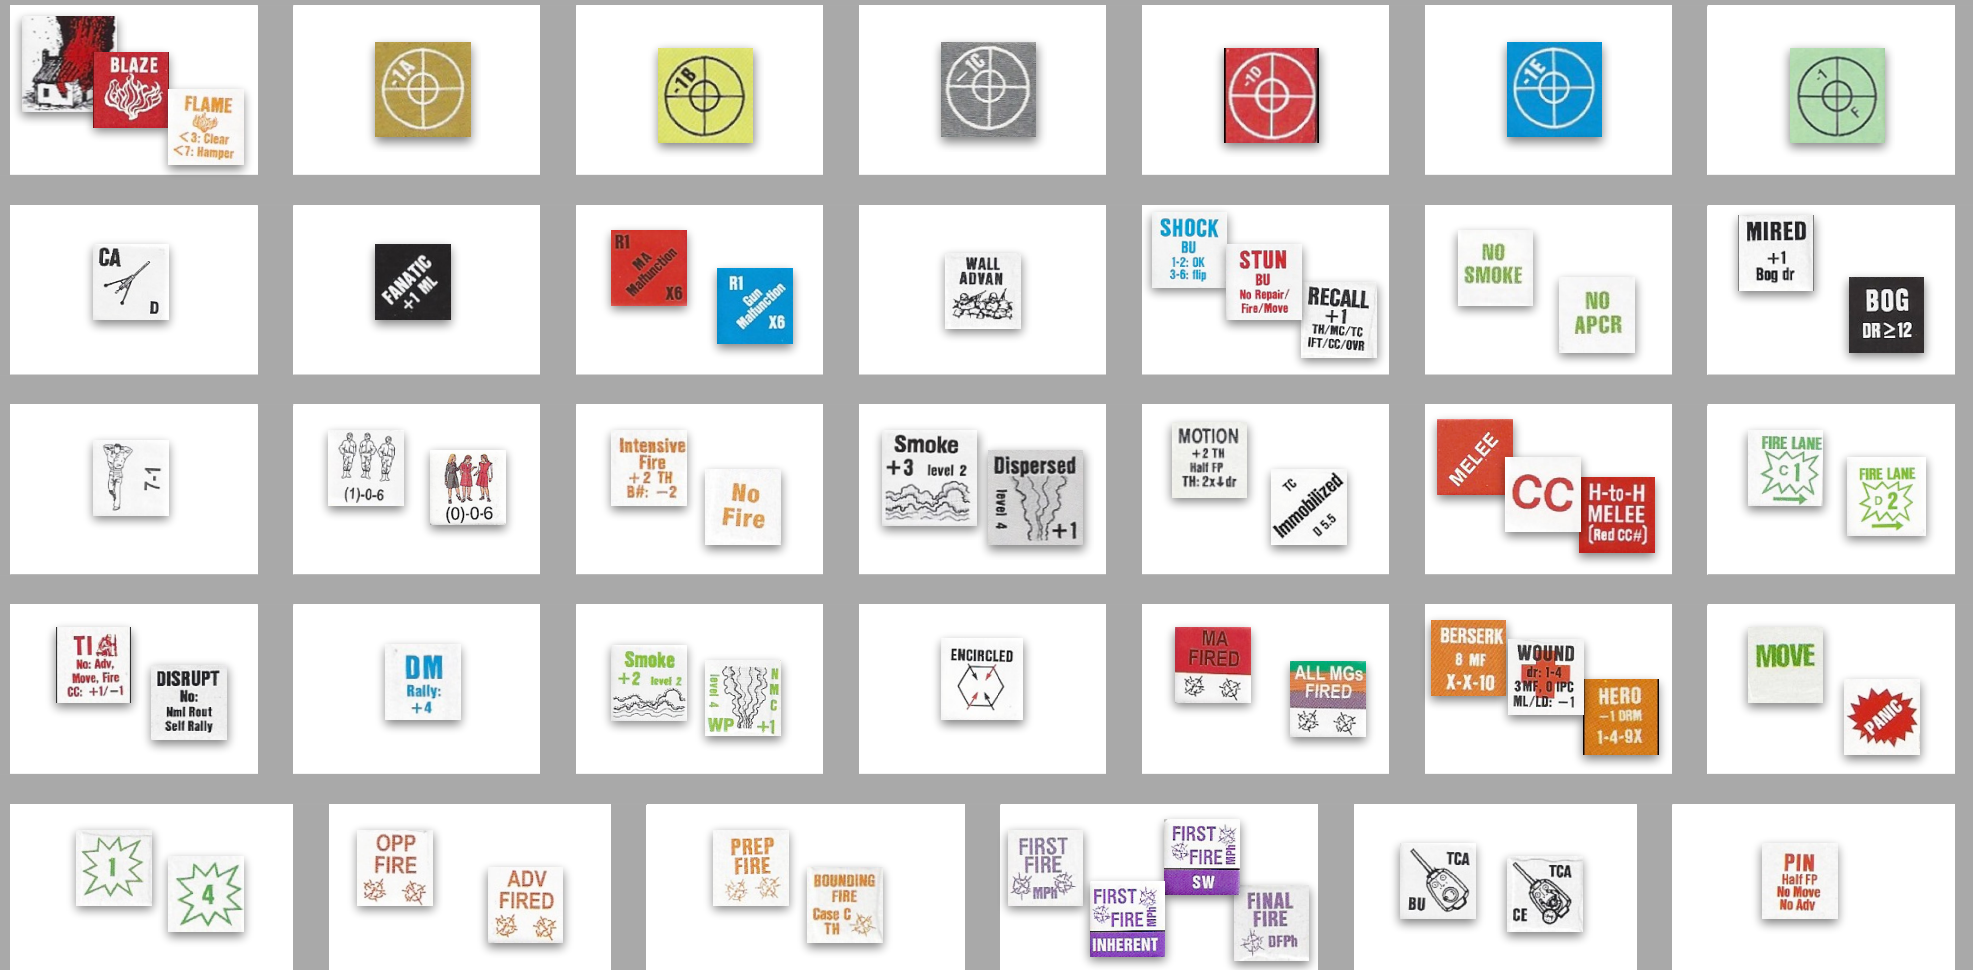 BLAZE
FLAME
<3: Clear
<7: Hamper
-1A
-1B
-1C
-1D
-1E
-1
F
CA
D
FANATIC
+1 ML
R1
MA
Malfunction
X6
R1
Gun
Malfunction
X6
WALL
ADVAN
SHOCK
BU
1-2: OK
3-6: flip
STUN
BU
No Repair/
Fire/Move
RECALL
+1
TH/MC/TC
IFT/CC/OVR
NO
SMOKE
NO
APCR
MIRED
+1
Bog dr
BOG
DR≥12
7-1
(1)-0-6
(0)-0-6
Intensive
Fire
+2 TH
B#: -2
No
Fire
Smoke
+3 level 2
Dispersed
level 4
+1
MOTION
+2 TH
Half FP
TH: 2x↓dr
TC
Immobilized
D 5.5
MELEE
CC
H-to-H
MELEE
(Red CC#)
FIRE LANE
C 1
FIRE LANE
D 2
TI
No: Adv,
Move, Fire
CC: +1/-1
DISRUPT
No:
Nml Rout
Self Rally
DM
Rally:
+4
Smoke
+2 level 2
level 4
NMC
WP +1
ENCIRCLED
MA
FIRED
ALL MGs
FIRED
BERSERK
8 MF
X-X-10
WOUND
dr: 1-4
3MF, 0 IPC
ML/LD: -1
HERO
-1 DRM
1-4-9X
MOVE
PANIC
1
4
OPP
FIRE
ADV
FIRED
PREP
FIRE
BOUNDING
FIRE
Case C
TH
FIRST
FIRE
MPh
FIRST
FIRE
MPh
INHERENT
FIRST
FIRE
MPh
SW
FINAL
FIRE
DFPh
TCA
BU
TCA
CE
PIN
Half FP
No Move
No Adv